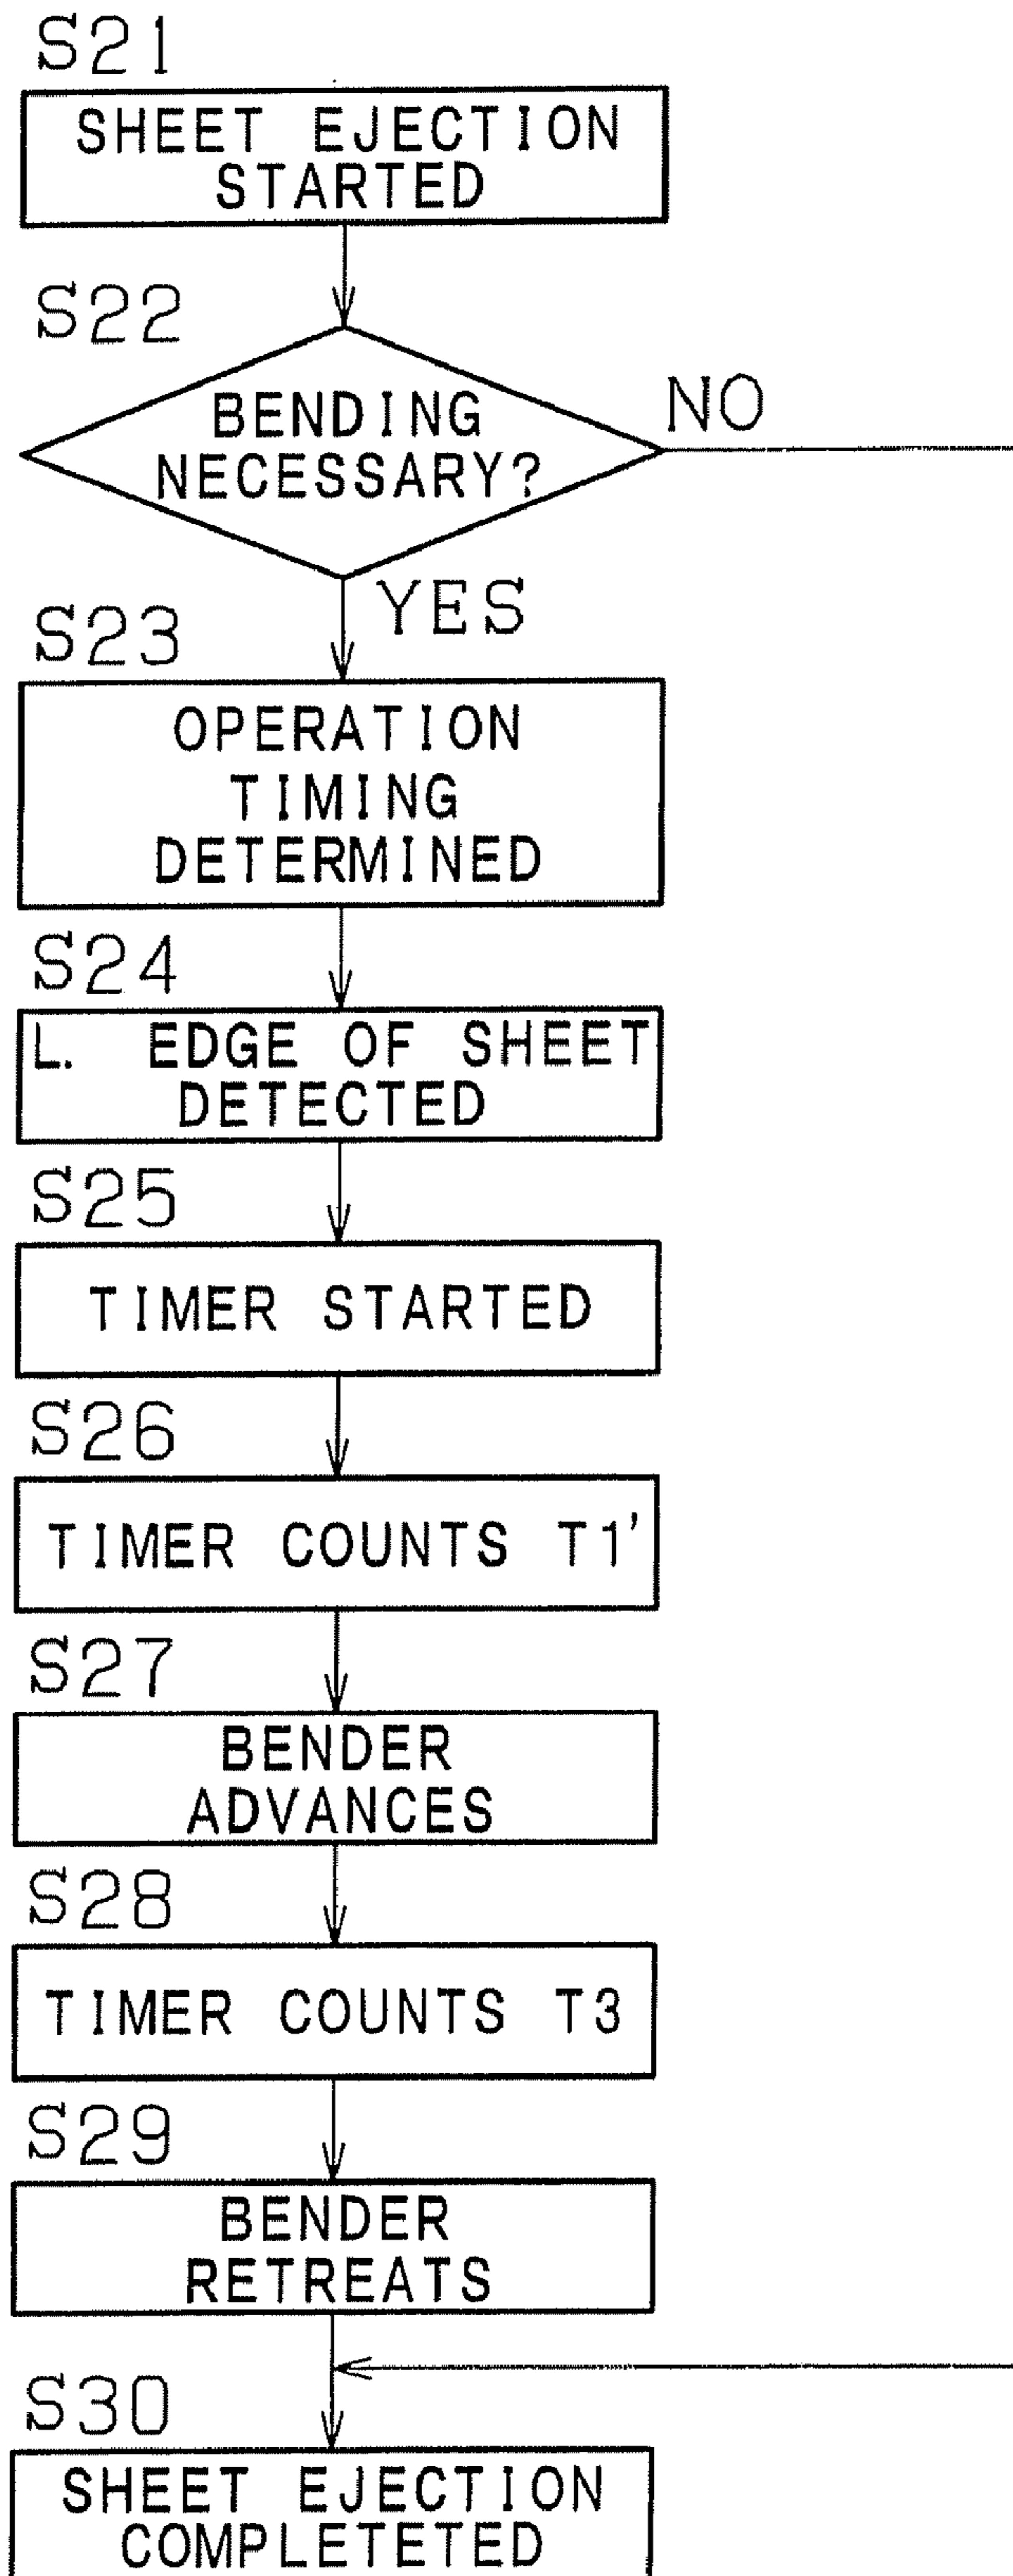 S21
SHEET EJECTION
STARTED
S22
BENDING
NECESSARY?
NO
YES
S23
OPERATION
TIMING
DETERMINED
S24
L. EDGE OF SHEET
DETECTED
S25
TIMER STARTED
S26
TIMER COUNTS T1'
S27
BENDER
ADVANCES
S28
TIMER COUNTS T3
S29
BENDER
RETREATS
S30
SHEET EJECTION
COMPLETETED